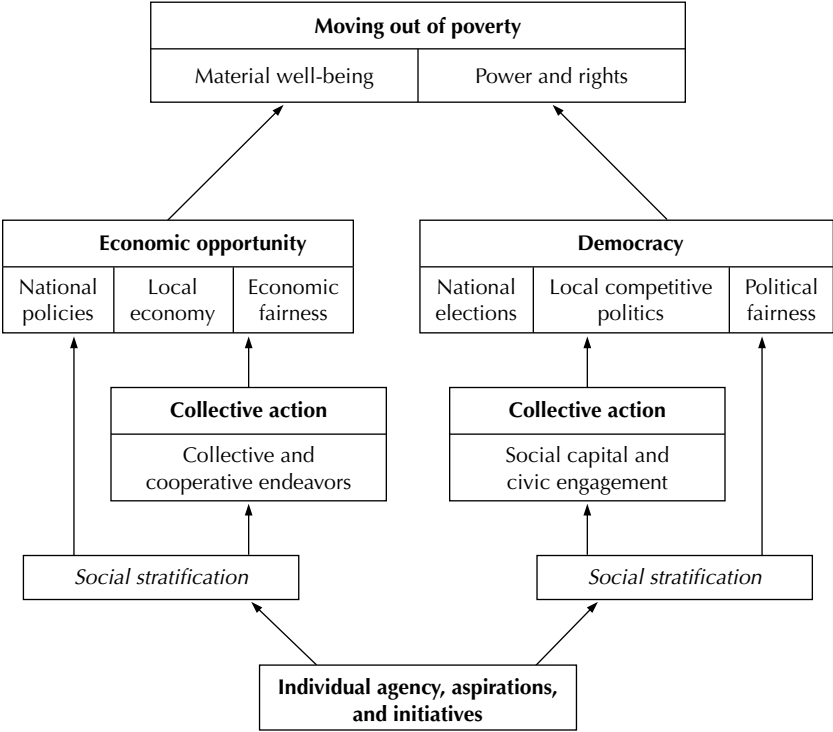 Moving out of poverty
Material well-being
Power and rights
Economic opportunity
National
policies
Local
economy
Economic
fairness
Democracy
National
elections
Local competitive
politics
Political
fairness
Collective action
Collective and
cooperative endeavors
Collective action
Social capital and
civic engagement
Social stratification
Social stratification
Individual agency, aspirations,
and initiatives